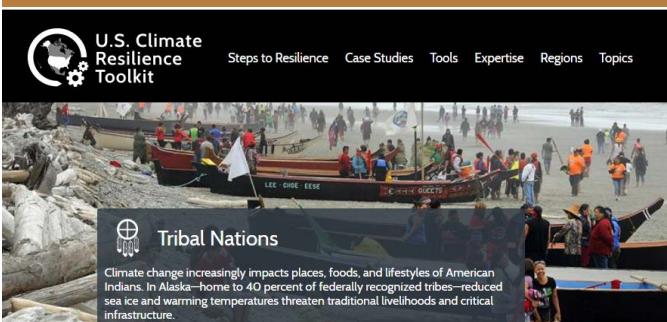 U.S. Climate
Resilience
Toolkit
Steps to Resilience Case Studies Tools Expertise Regions Topics
LEE-CHOE-EESE
QUEETS
Tribal Nations
Climate change increasingly impacts places, foods, and lifestyles of American
Indians. In Alaska—home to 40 percent of federally recognized tribes—reduced
sea ice and warming temperatures threaten traditional livelihoods and critical
infrastructure.